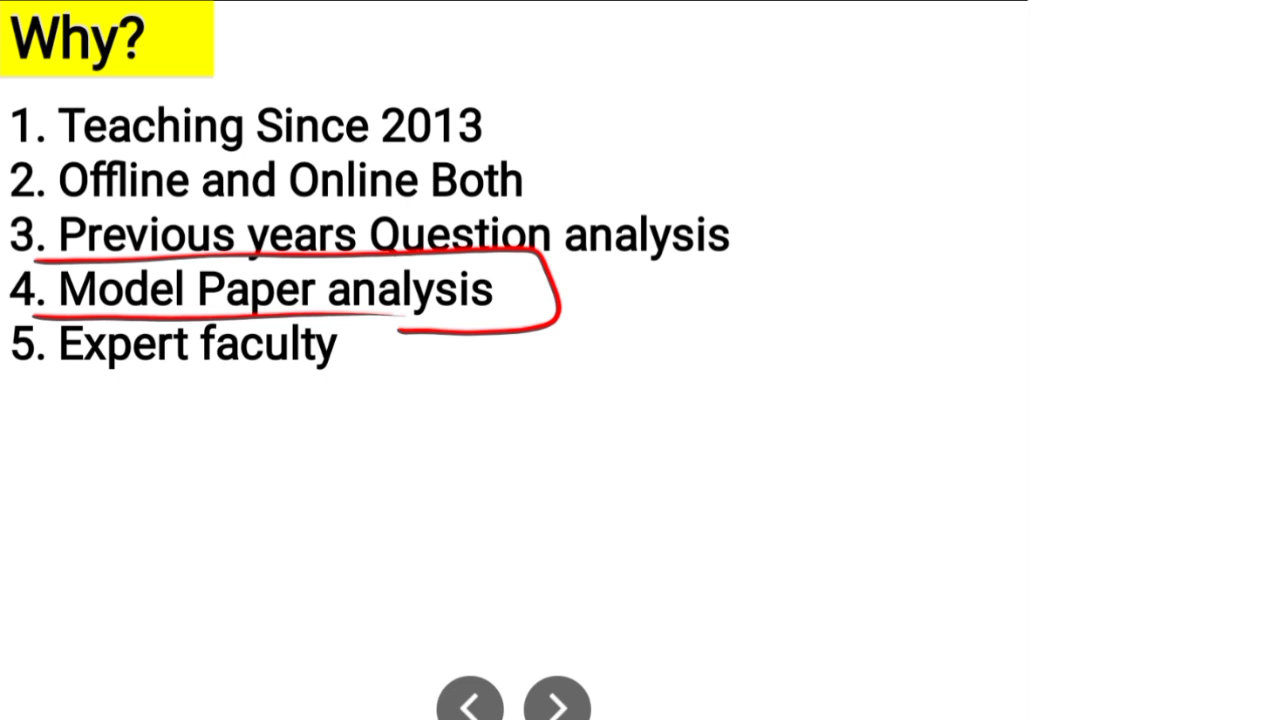 Why?
1. Teaching Since 2013
2. Offline and Online Both
3. Previous years Question analysis
4. Model Paper analysis
5. Expert faculty